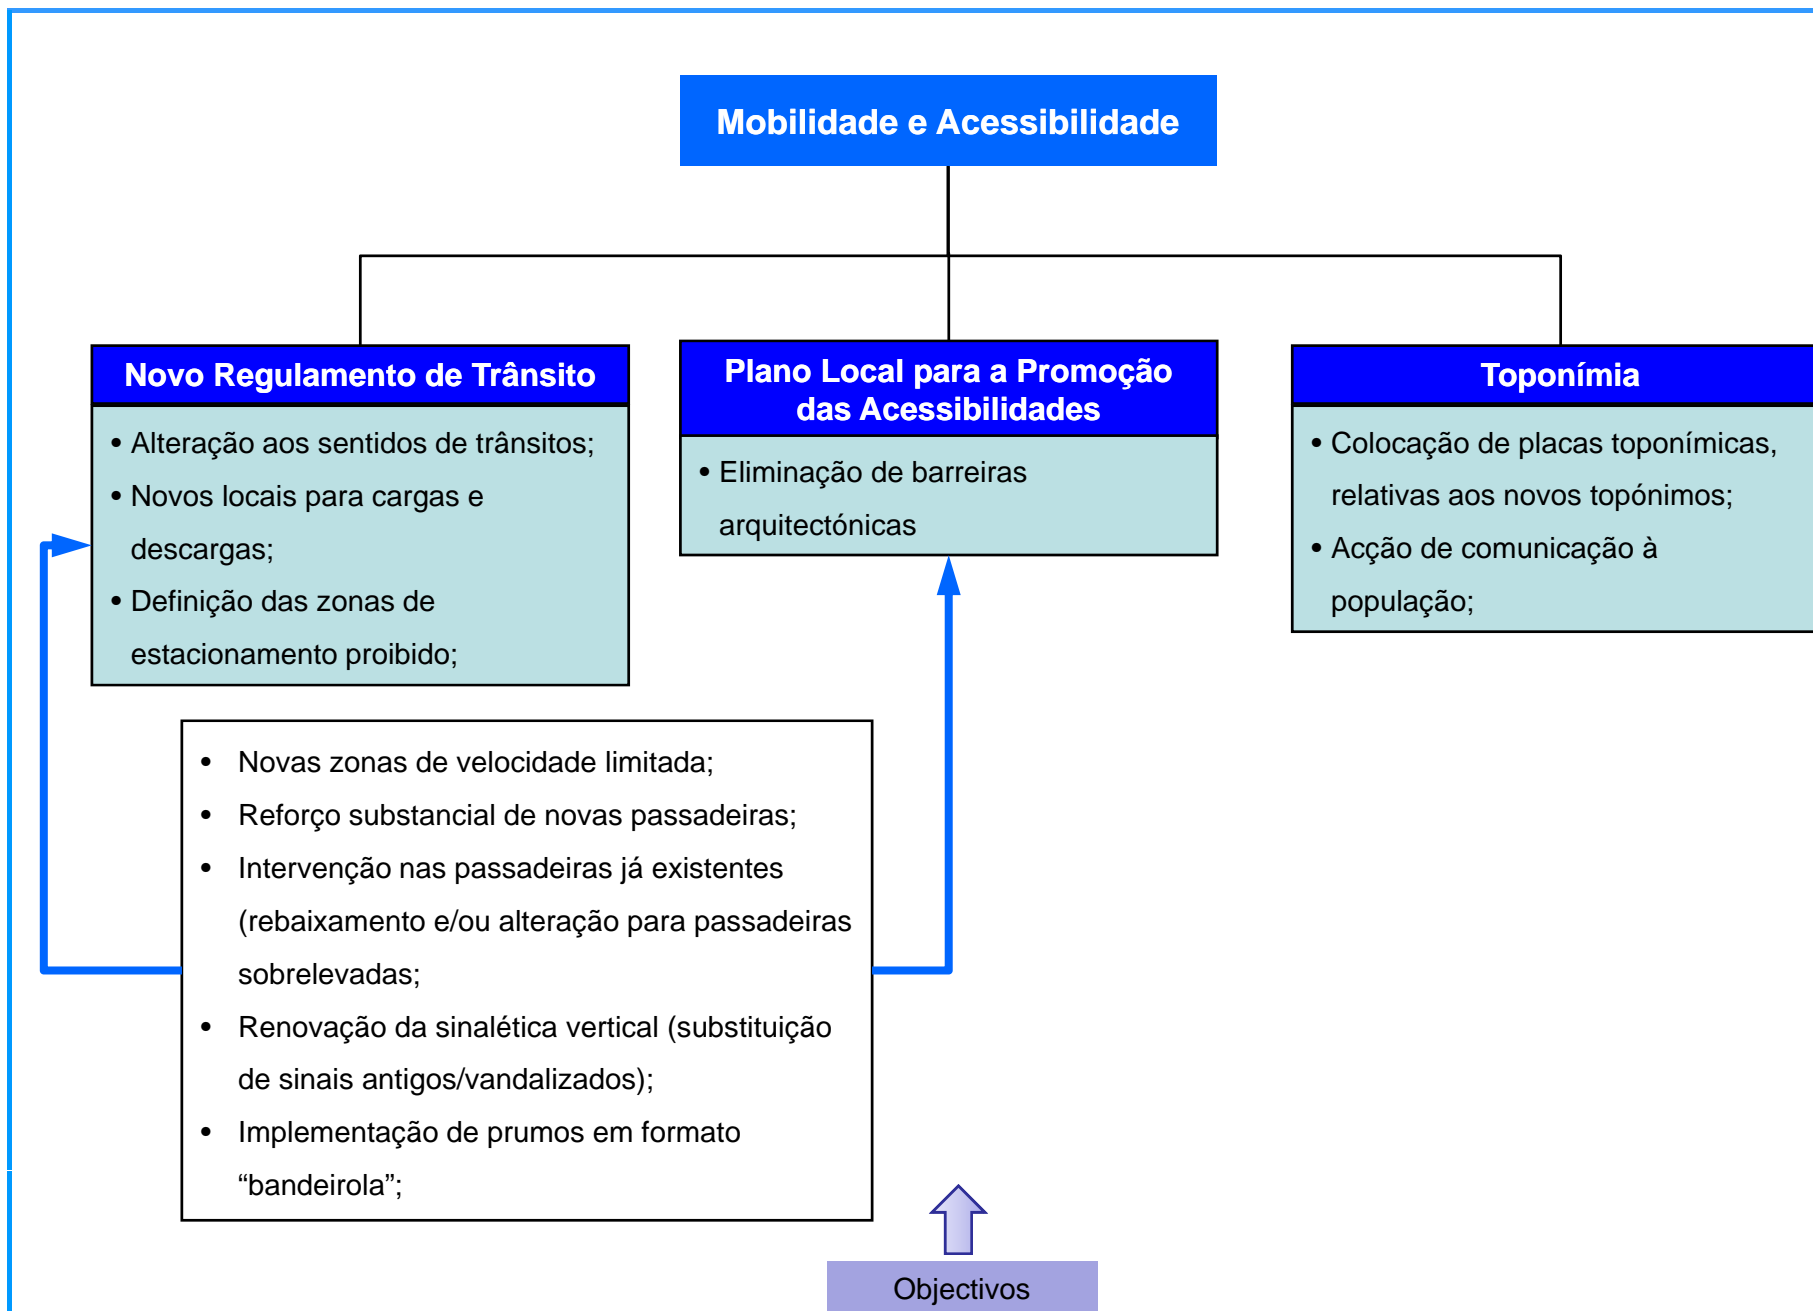 Mobilidade e Acessibilidade
Novo Regulamento de Trânsito
• Alteração aos sentidos de trânsitos;
• Novos locais para cargas e
descargas;
• Definição das zonas de
estacionamento proibido;
Plano Local para a Promoção
das Acessibilidades
• Eliminação de barreiras
arquitectónicas
Toponímia
• Colocação de placas toponímicas,
relativas aos novos topónimos;
• Acção de comunicação à
população;
• Novas zonas de velocidade limitada;
• Reforço substancial de novas passadeiras;
• Intervenção nas passadeiras já existentes
(rebaixamento e/ou alteração para passadeiras
sobrelevadas;
• Renovação da sinalética vertical (substituição
de sinais antigos/vandalizados);
• Implementação de prumos em formato
“bandeirola”;
Objectivos